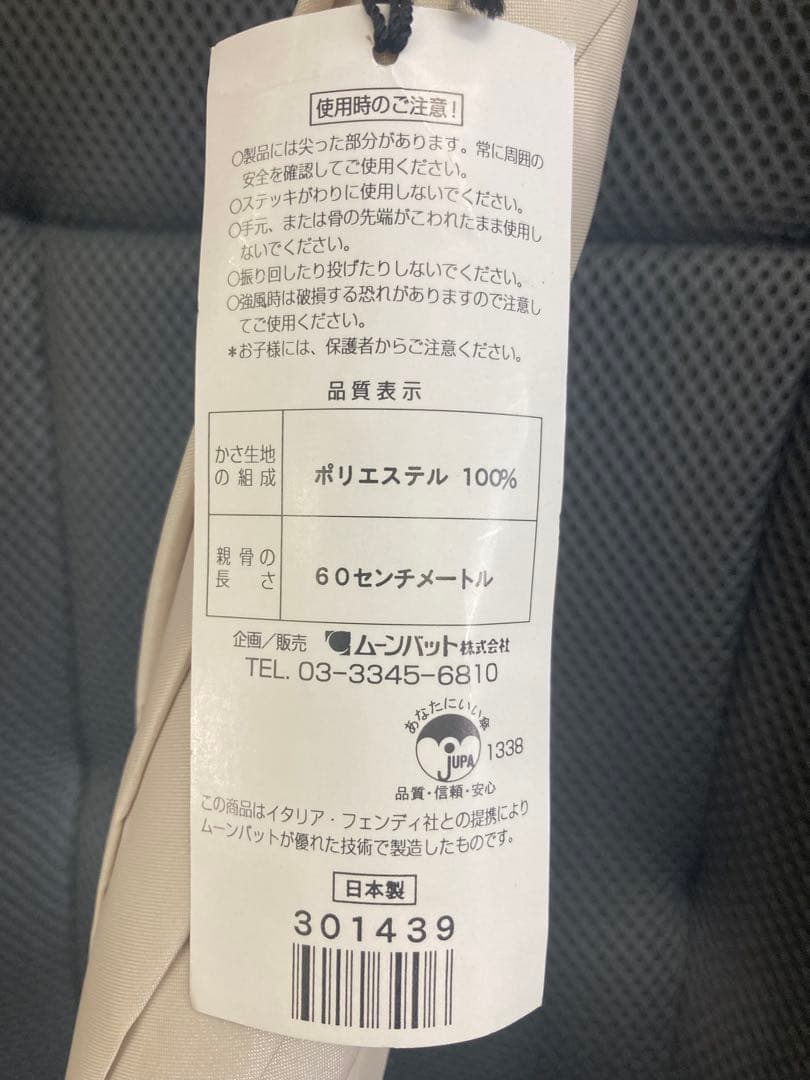 使用時のご注意!
○製品には尖った部分があります。常に周囲の
安全を確認してご使用ください。
○ステッキがわりに使用しないでください。
○手元、または骨の先端がこわれたまま使用し
ないでください。
○振り回したり投げたりしないでください。
○強風時は破損する恐れがありますので注意し
てご使用ください。
*お子様には、保護者からご注意ください。
品質表示
かさ生地
の組成
ポリエステル 100%
親骨の
長さ
60センチメートル
企画/販売 ムーンバット株式会社
TEL. 03-3345-6810
あなたにいい傘
JUPA 1338
品質・信頼・安心
この商品はイタリア・フェンディ社との提携により
ムーンバットが優れた技術で製造したものです。
日本製
301439